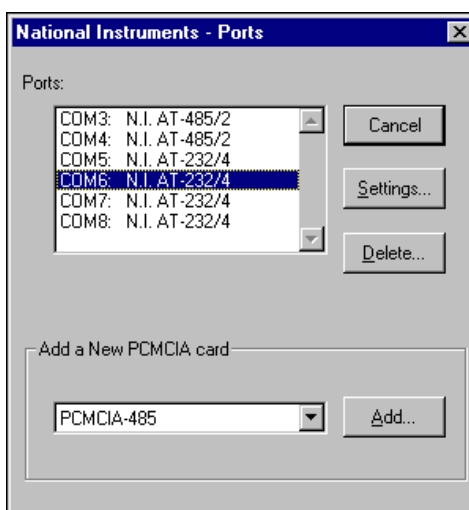 National Instruments - Ports
Ports:
COM3: N.I. AT-485/2
COM4: N.I. AT-485/2
COM5: N.I. AT-232/4
COM6: N.I. AT-232/4
COM7: N.I. AT-232/4
COM8: N.I. AT-232/4
Cancel
Settings...
Delete...
Add a New PCMCIA card
PCMCIA-485
Add...